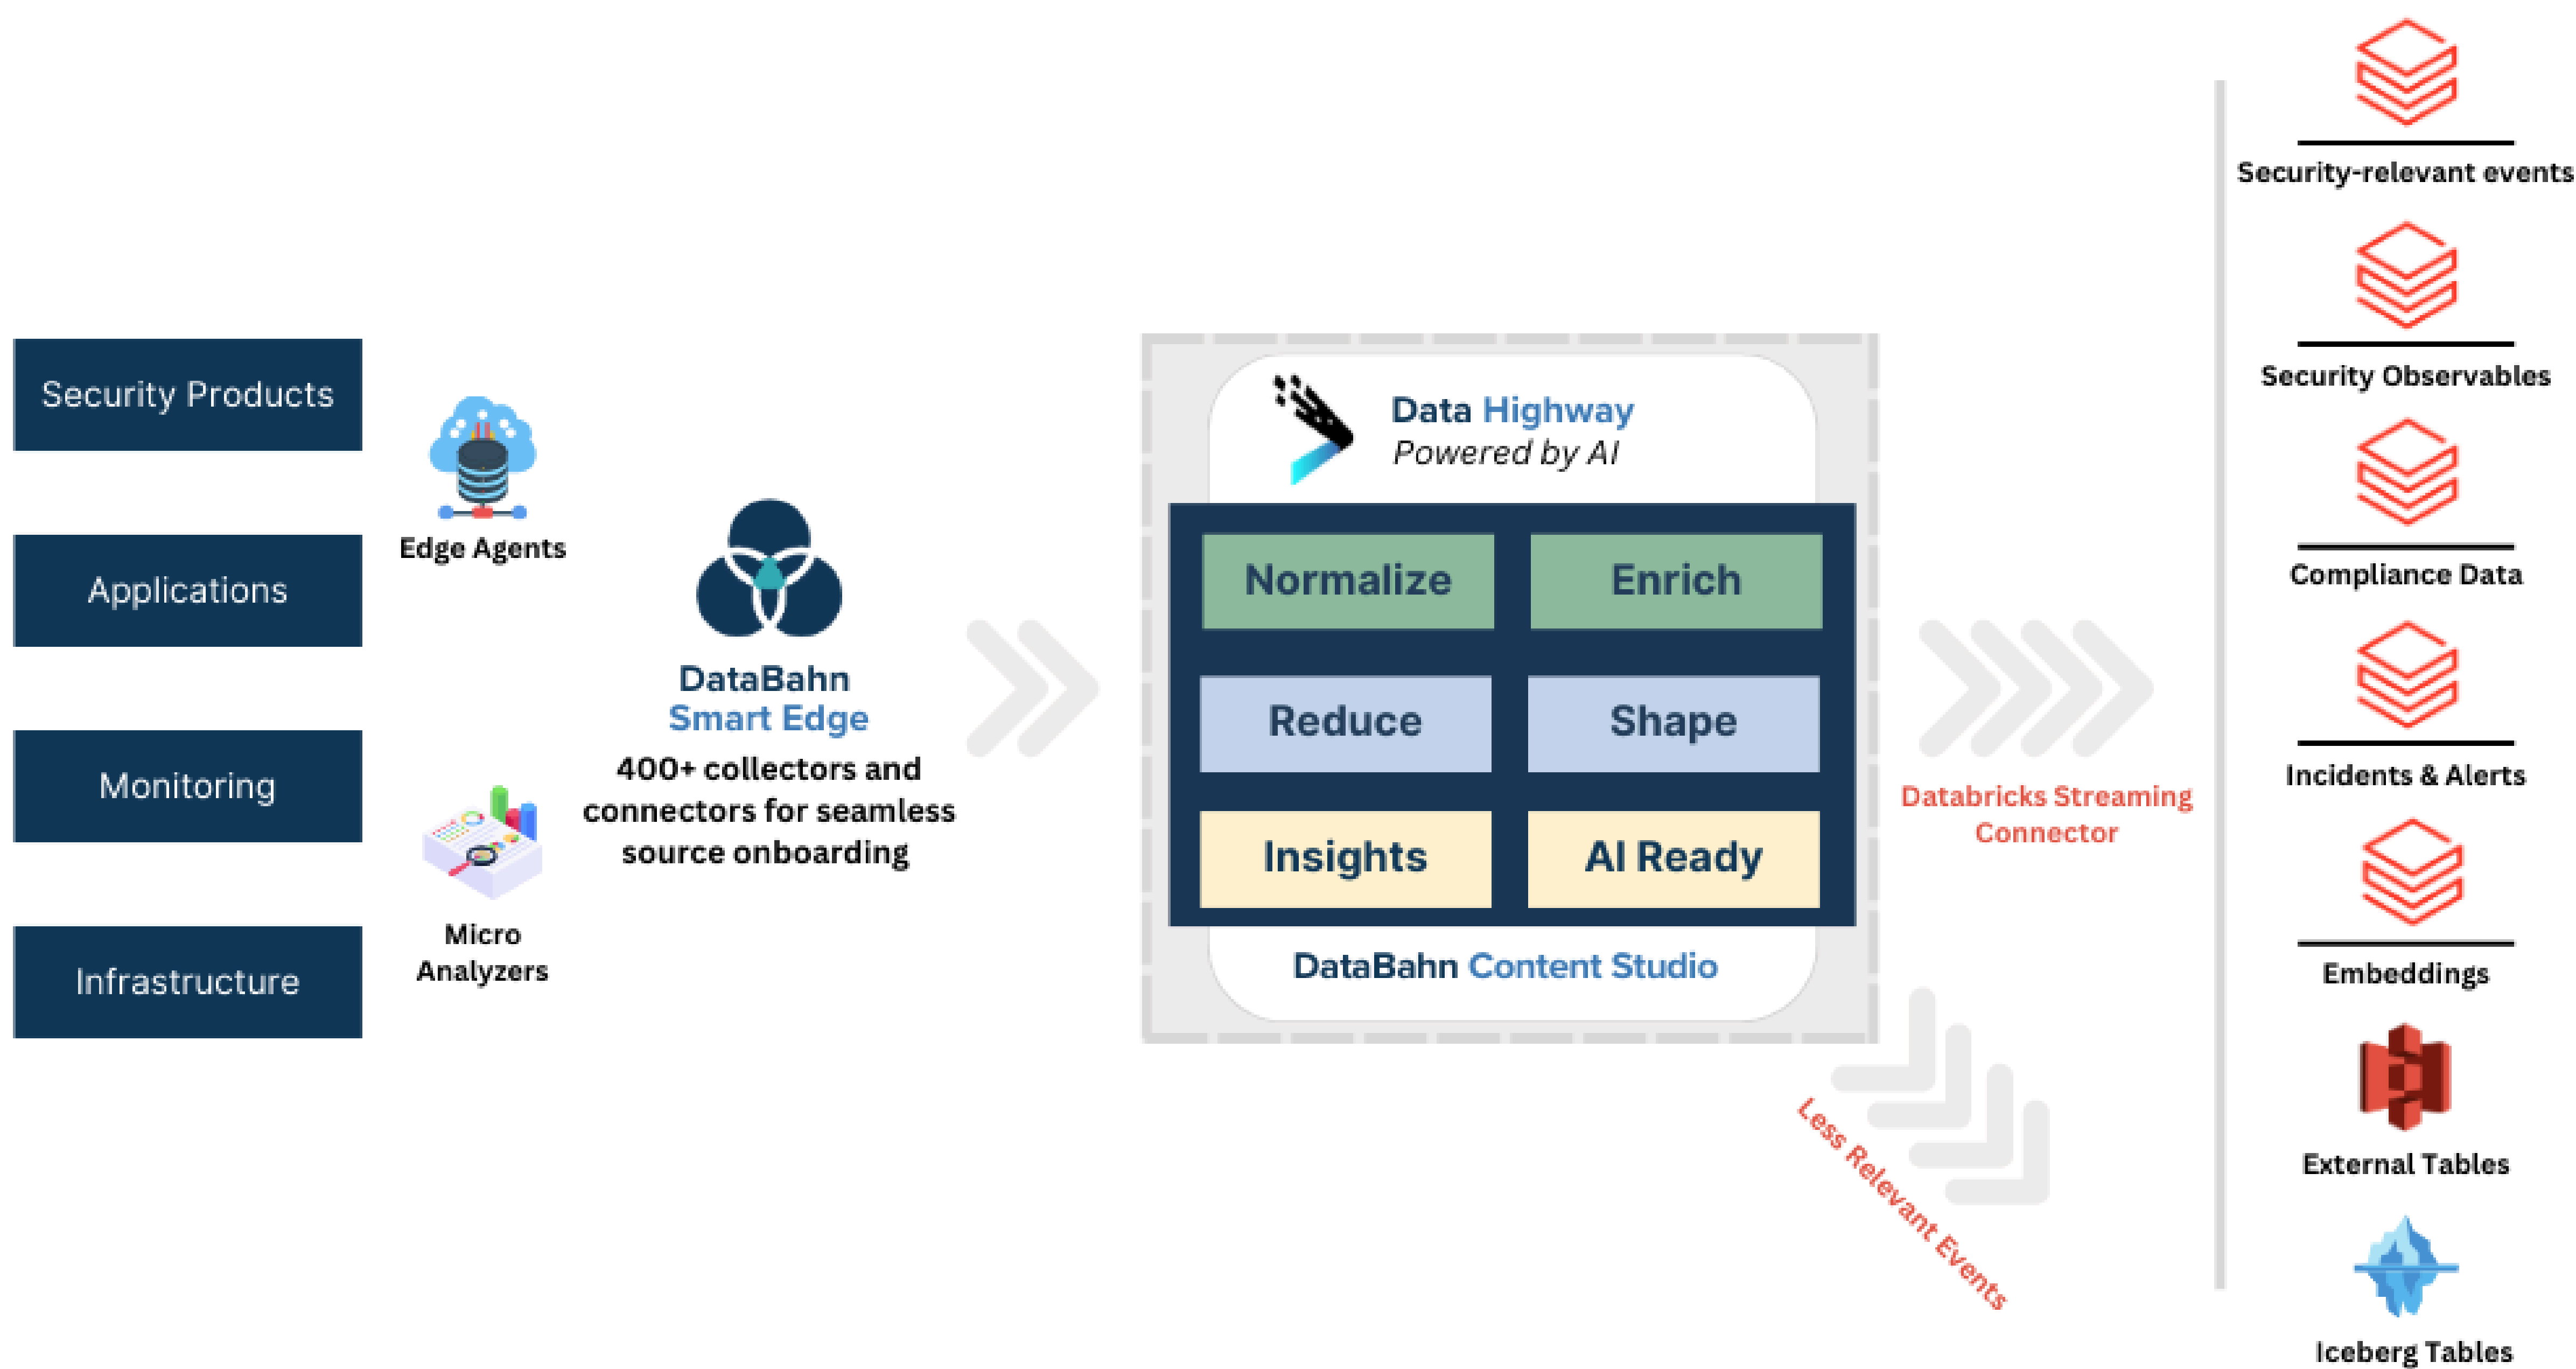 Security Products
Applications
Monitoring
Infrastructure
Edge Agents
Micro
Analyzers
DataBahn
Smart Edge
400+ collectors and
connectors for seamless
source onboarding
Data Highway
Powered by AI
Normalize
Enrich
Reduce
Shape
Insights
AI Ready
DataBahn Content Studio
Databricks Streaming
Connector
Less Relevant Events
Security-relevant events
Security Observables
Compliance Data
Incidents & Alerts
Embeddings
External Tables
Iceberg Tables